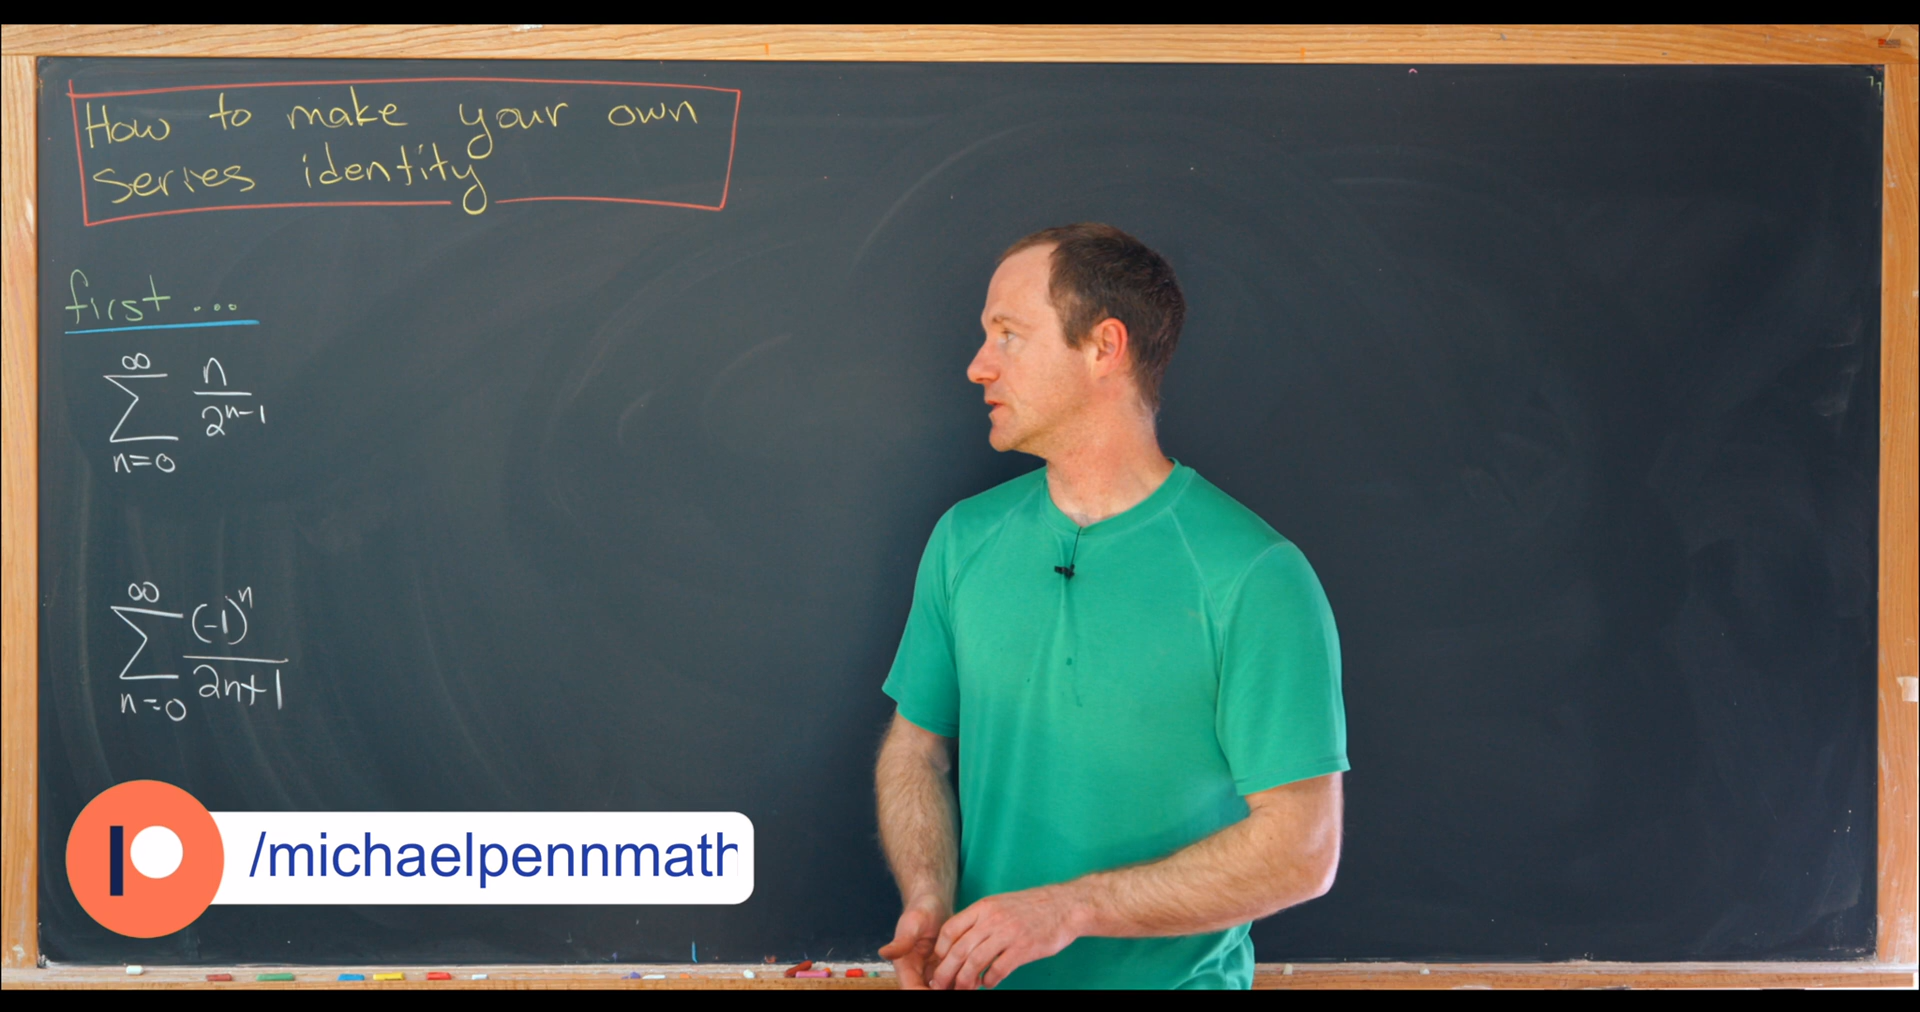 How to make your own
series identity
first ...
∞
∑ n/2^(n-1)
n=0
∞
∑ (-1)^n/(2n+1)
n=0
/michaelpennmath